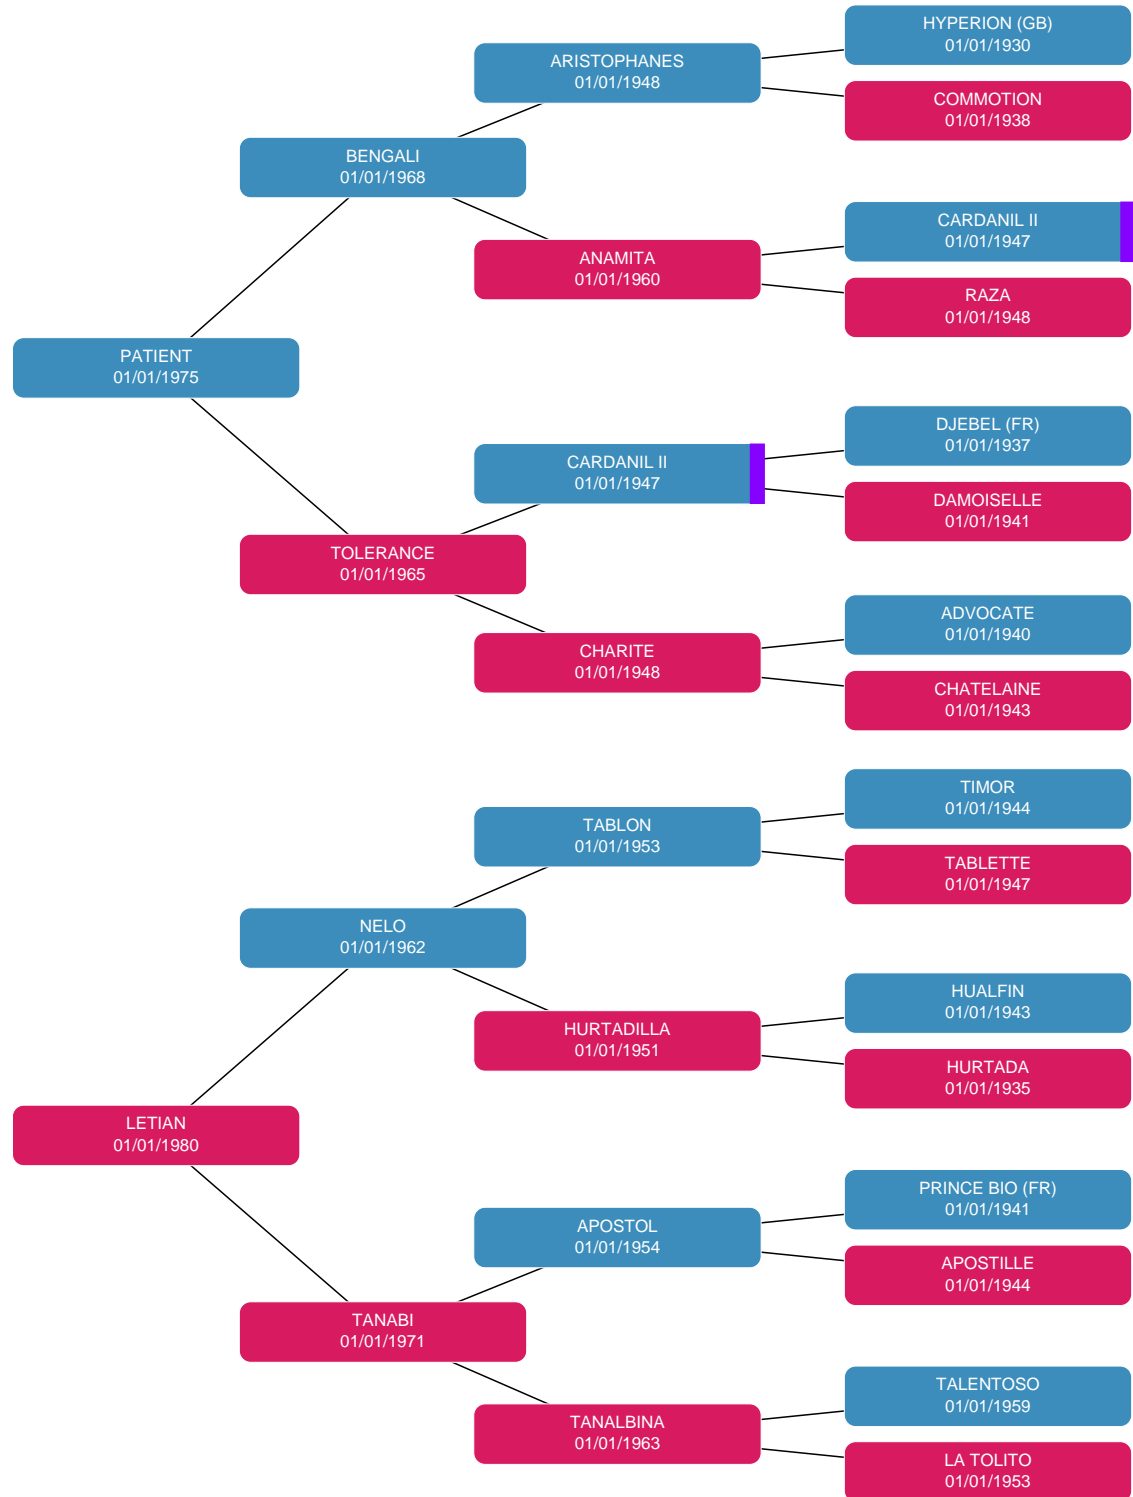 HYPERION (GB)
01/01/1930
ARISTOPHANES
01/01/1948
COMMOTION
01/01/1938
BENGALI
01/01/1968
CARDANIL II
01/01/1947
ANAMITA
01/01/1960
RAZA
01/01/1948
PATIENT
01/01/1975
DJEBEL (FR)
01/01/1937
CARDANIL II
01/01/1947
DAMOISELLE
01/01/1941
TOLERANCE
01/01/1965
ADVOCATE
01/01/1940
CHARITE
01/01/1948
CHATELAINE
01/01/1943
TIMOR
01/01/1944
TABLON
01/01/1953
TABLETTE
01/01/1947
NELO
01/01/1962
HUALFIN
01/01/1943
HURTADILLA
01/01/1951
HURTADA
01/01/1935
LETIAN
01/01/1980
PRINCE BIO (FR)
01/01/1941
APOSTOL
01/01/1954
APOSTILLE
01/01/1944
TANABI
01/01/1971
TALENTOSO
01/01/1959
TANALBINA
01/01/1963
LA TOLITO
01/01/1953